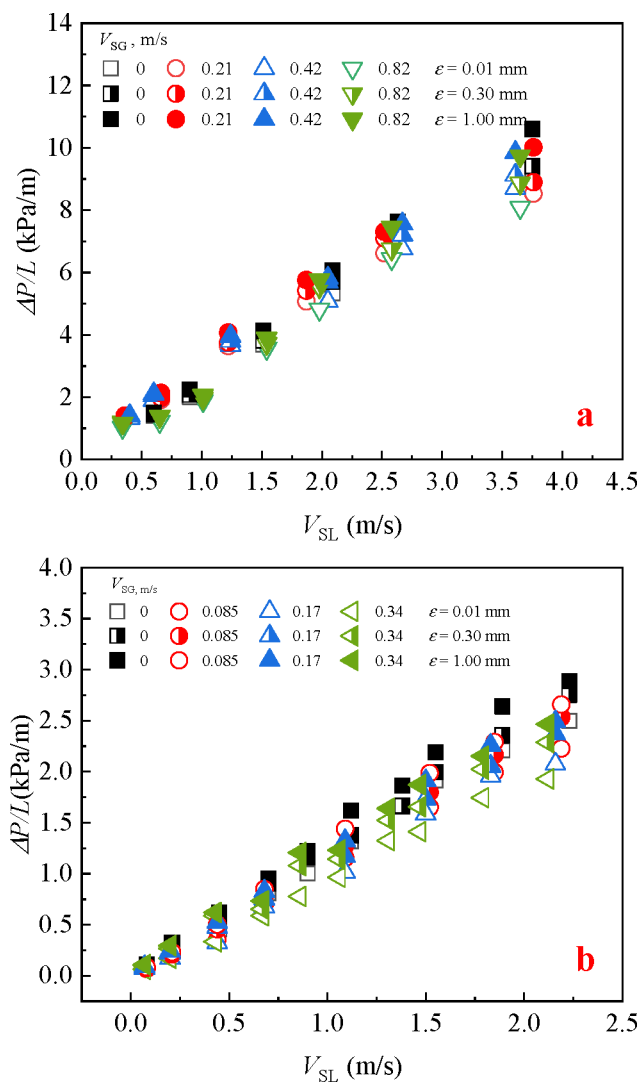 14
12
10
8
6
4
2
0
ΔP/L (kPa/m)
V_SG , m/s
0 0.21 0.42 0.82 ε = 0.01 mm
0 0.21 0.42 0.82 ε = 0.30 mm
0 0.21 0.42 0.82 ε = 1.00 mm
a
0.0 0.5 1.0 1.5 2.0 2.5 3.0 3.5 4.0 4.5
V_SL (m/s)
4.0
3.5
3.0
2.5
2.0
1.5
1.0
0.5
0.0
ΔP/L(kPa/m)
V_SG, m/s
0 0.085 0.17 0.34 ε = 0.01 mm
0 0.085 0.17 0.34 ε = 0.30 mm
0 0.085 0.17 0.34 ε = 1.00 mm
b
0.0 0.5 1.0 1.5 2.0 2.5
V_SL (m/s)